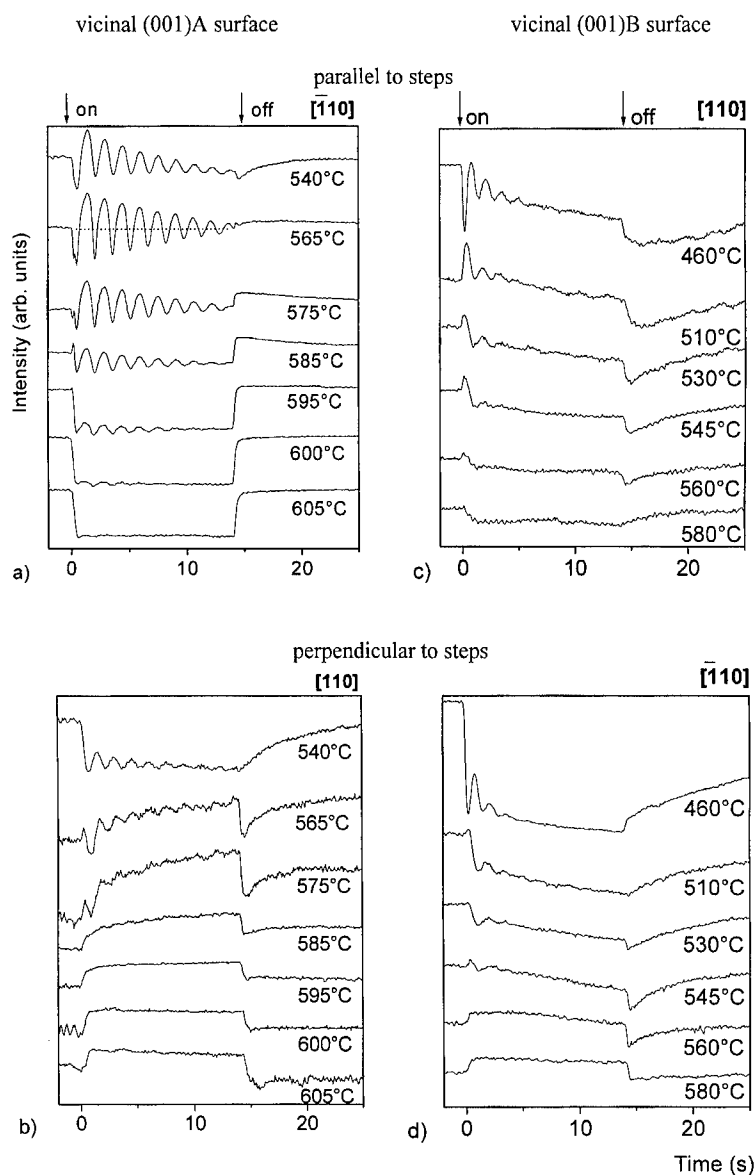 vicinal (001)A surface
vicinal (001)B surface
parallel to steps
on
off
[1̅10]
540°C
565°C
575°C
585°C
595°C
600°C
605°C
0
10
20
a)
on
off
[110]
460°C
510°C
530°C
545°C
560°C
580°C
0
10
20
c)
Intensity (arb. units)
perpendicular to steps
[110]
540°C
565°C
575°C
585°C
595°C
600°C
605°C
0
10
20
b)
[1̅10]
460°C
510°C
530°C
545°C
560°C
580°C
0
10
20
d)
Time (s)